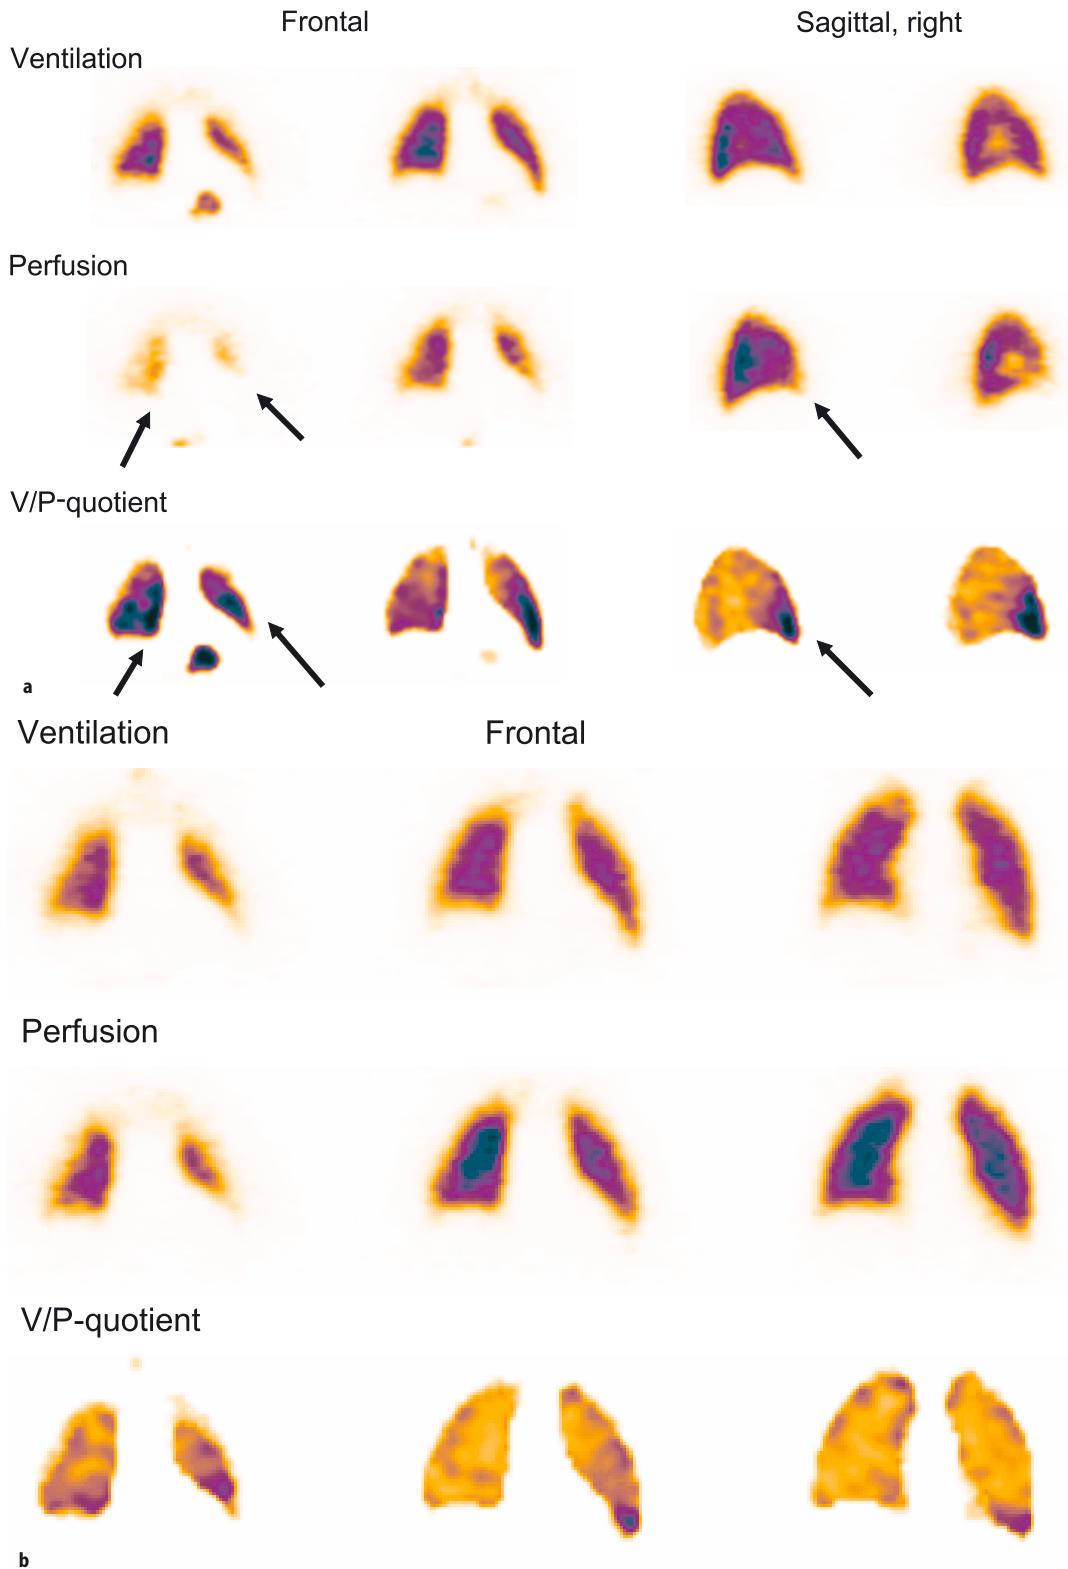 Frontal
Sagittal, right
Ventilation
Perfusion
V/P-quotient
a
Ventilation
Frontal
Perfusion
V/P-quotient
b